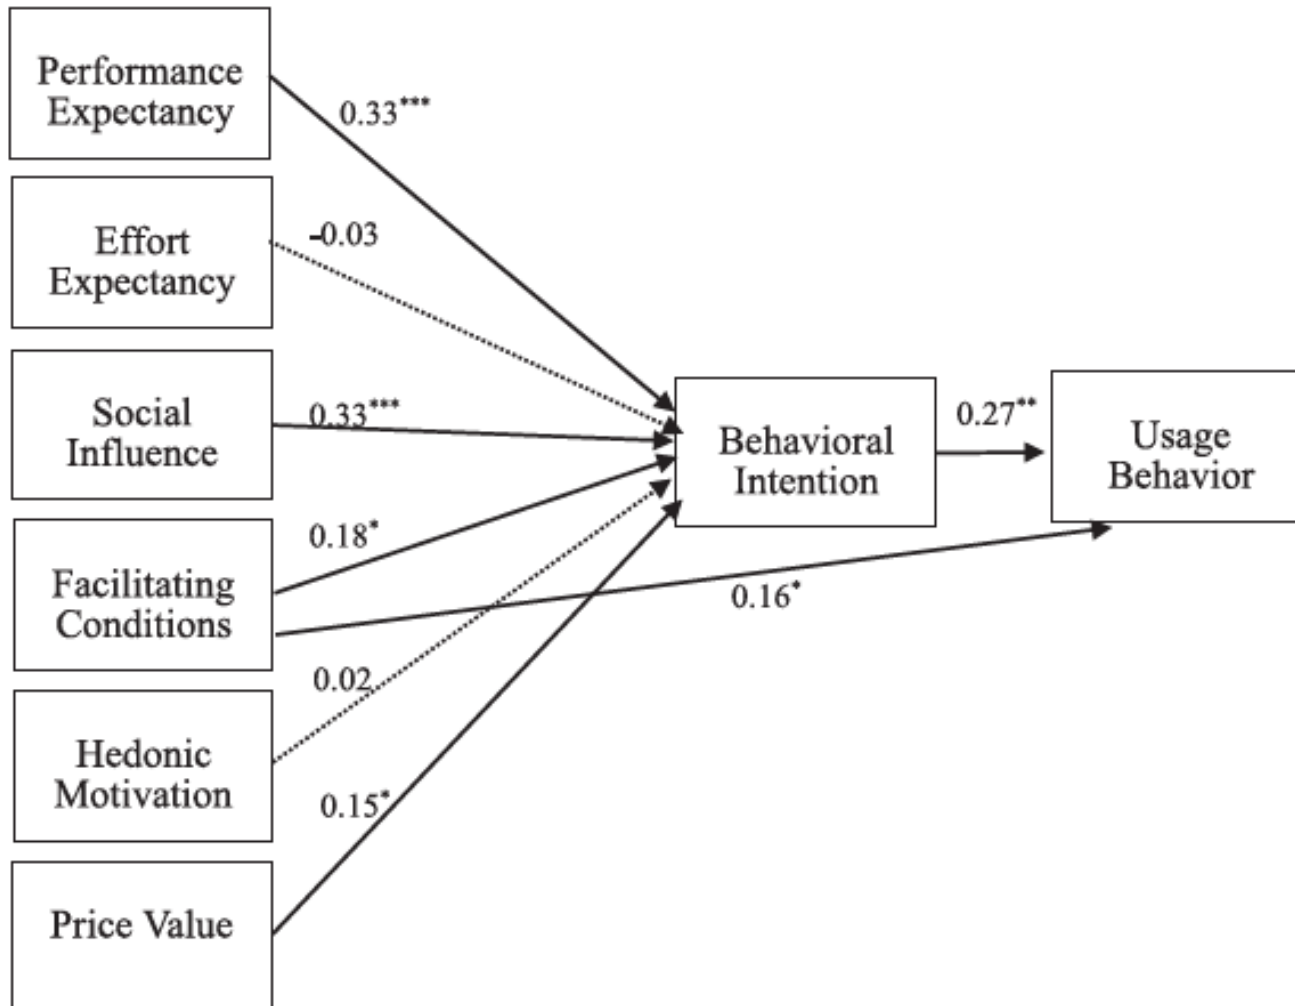 Performance
Expectancy
0.33***
Effort
Expectancy
-0.03
Social
Influence
0.33***
Behavioral
Intention
0.27**
Usage
Behavior
Facilitating
Conditions
0.18*
0.16*
Hedonic
Motivation
0.02
Price Value
0.15*